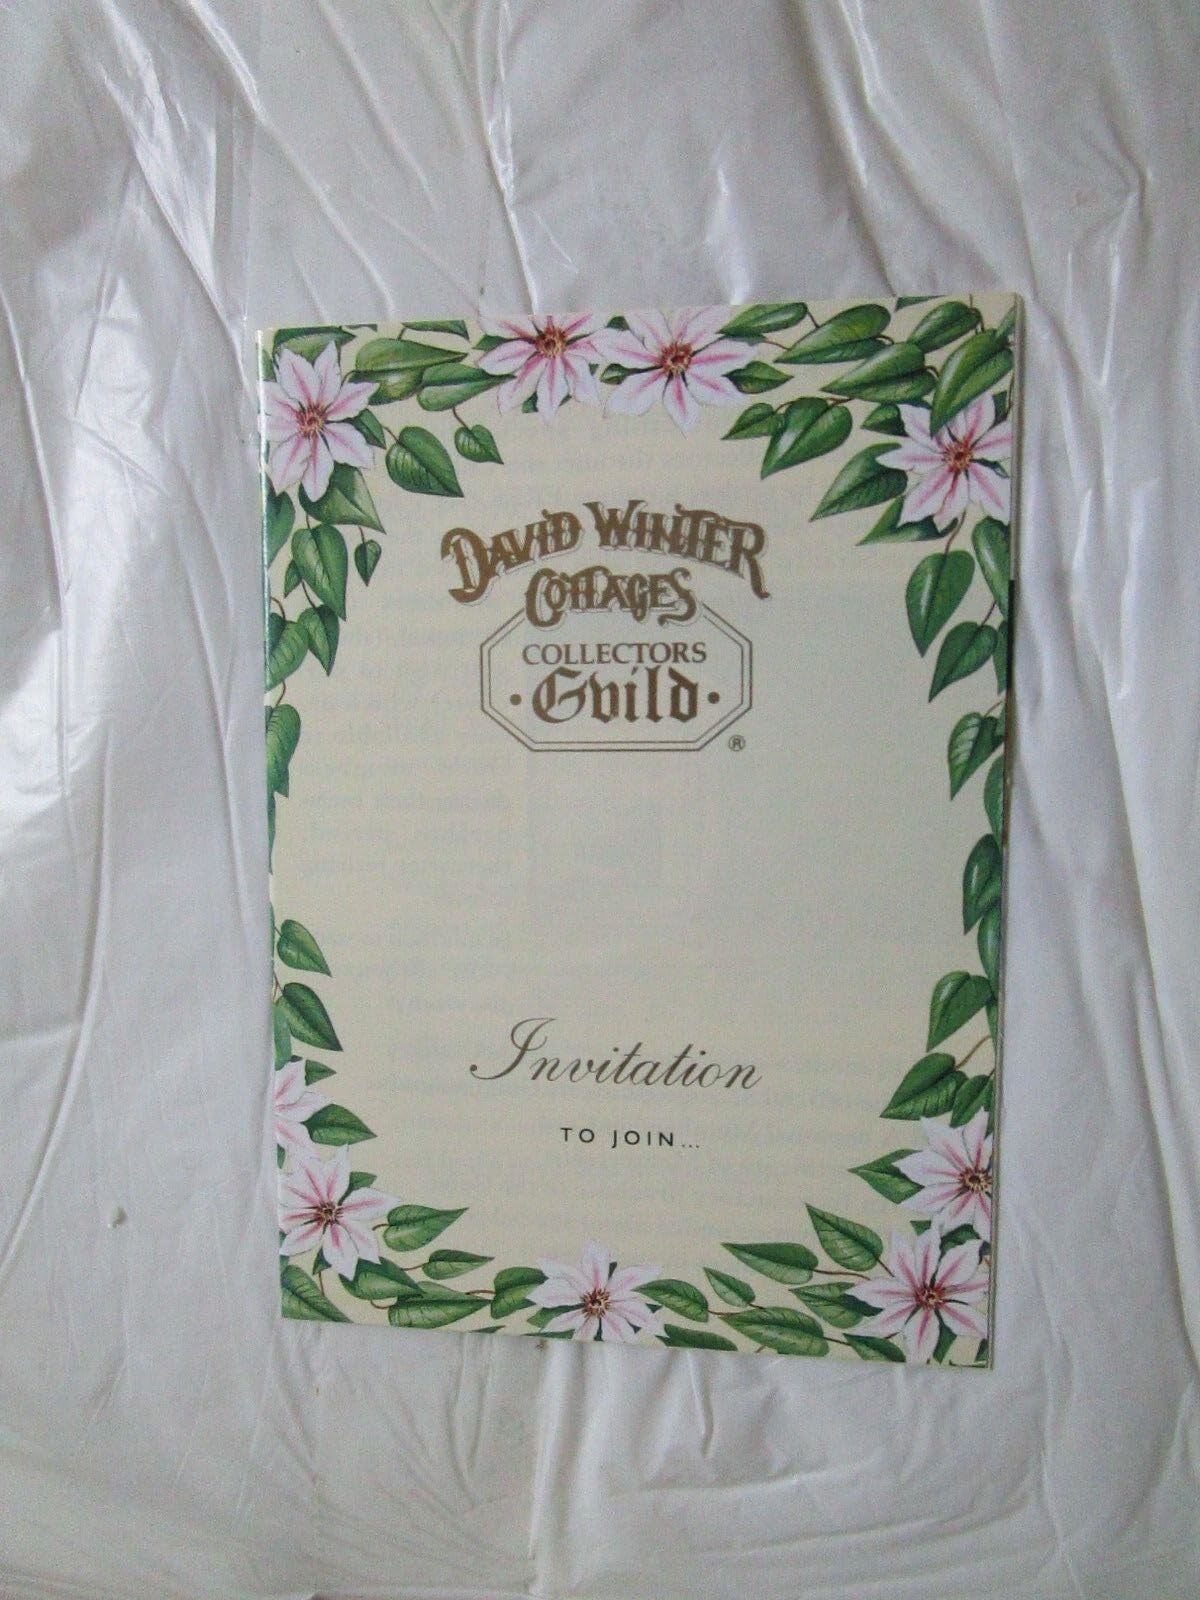 DAVID WINTER
COTTAGES
COLLECTORS
• Guild •
®
Invitation
TO JOIN...